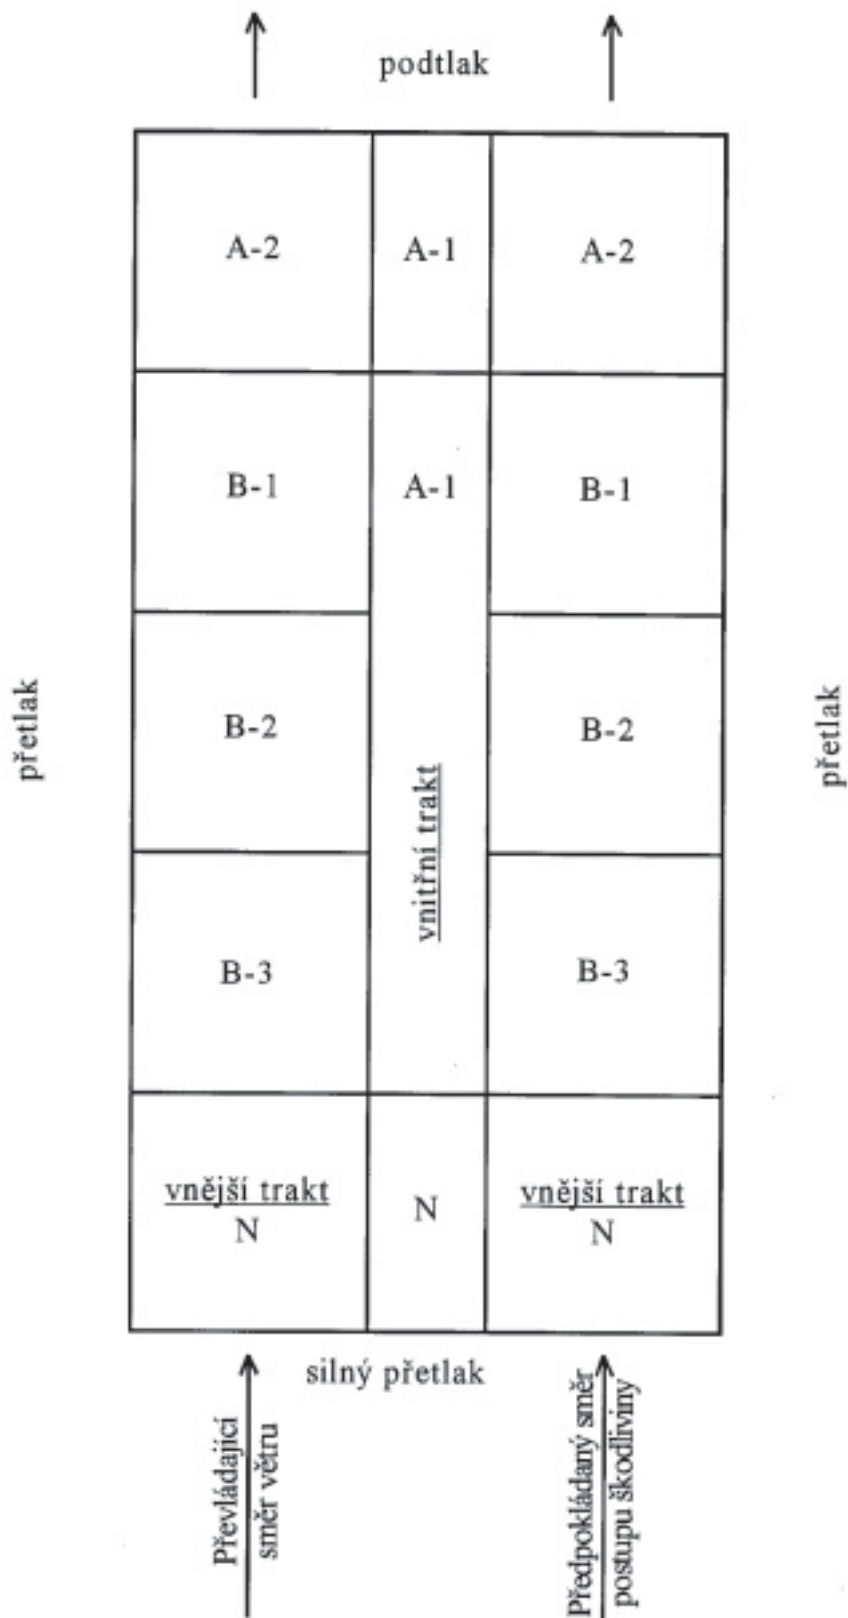 podtlak
A-2 A-1 A-2
B-1 A-1 B-1
přetlak
B-2 B-2
přetlak
vnitřní trakt
B-3 B-3
vnější trakt
N
N
vnější trakt
N
silný přetlak
Převládající
směr větru
Předpokládaný směr
postupu škodliviny